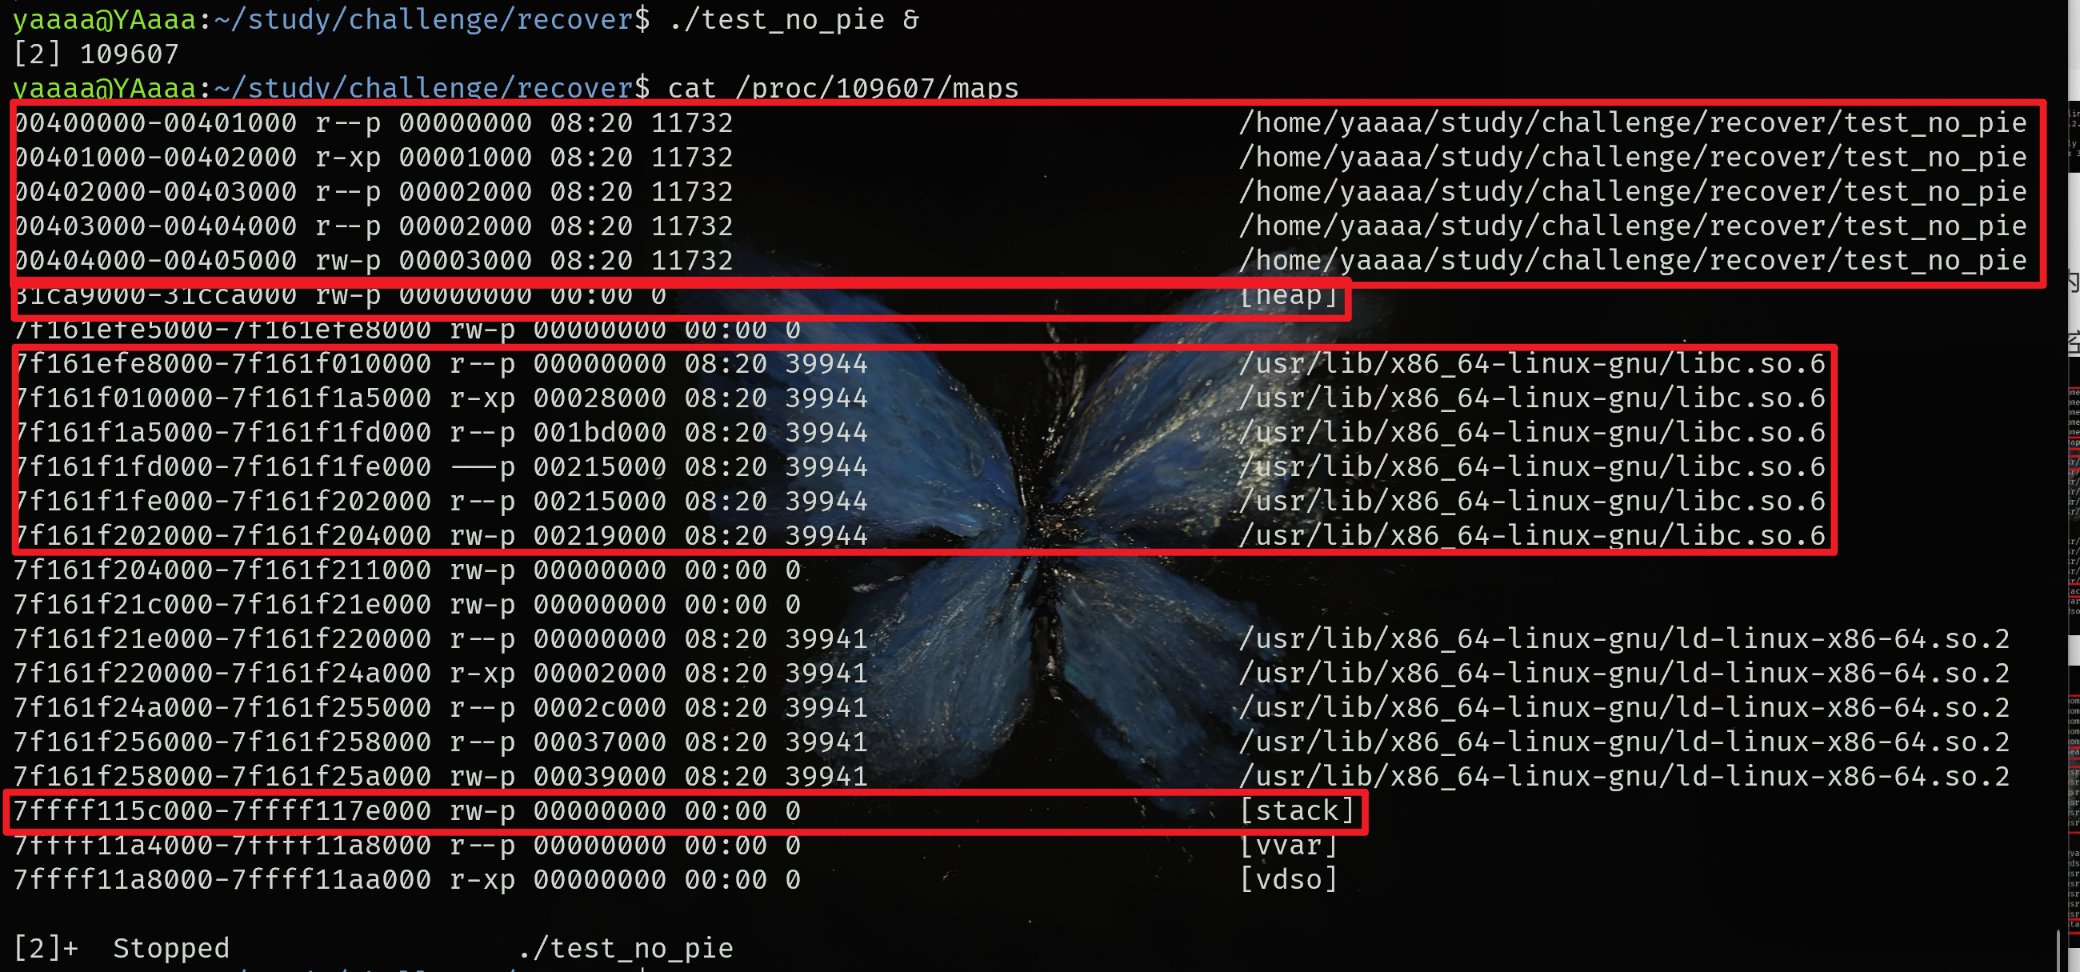 yaaaa@YAaaa:~/study/challenge/recover$ ./test_no_pie &
[2] 109607
yaaaa@YAaaa:~/study/challenge/recover$ cat /proc/109607/maps
00400000-00401000 r--p 00000000 08:20 11732 /home/yaaaa/study/challenge/recover/test_no_pie
00401000-00402000 r-xp 00001000 08:20 11732 /home/yaaaa/study/challenge/recover/test_no_pie
00402000-00403000 r--p 00002000 08:20 11732 /home/yaaaa/study/challenge/recover/test_no_pie
00403000-00404000 r--p 00002000 08:20 11732 /home/yaaaa/study/challenge/recover/test_no_pie
00404000-00405000 rw-p 00003000 08:20 11732 /home/yaaaa/study/challenge/recover/test_no_pie
31ca9000-31cca000 rw-p 00000000 00:00 0 [heap]
7f161efe5000-7f161efe8000 rw-p 00000000 00:00 0
7f161efe8000-7f161f010000 r--p 00000000 08:20 39944 /usr/lib/x86_64-linux-gnu/libc.so.6
7f161f010000-7f161f1a5000 r-xp 00028000 08:20 39944 /usr/lib/x86_64-linux-gnu/libc.so.6
7f161f1a5000-7f161f1fd000 r--p 001bd000 08:20 39944 /usr/lib/x86_64-linux-gnu/libc.so.6
7f161f1fd000-7f161f1fe000 ---p 00215000 08:20 39944 /usr/lib/x86_64-linux-gnu/libc.so.6
7f161f1fe000-7f161f202000 r--p 00215000 08:20 39944 /usr/lib/x86_64-linux-gnu/libc.so.6
7f161f202000-7f161f204000 rw-p 00219000 08:20 39944 /usr/lib/x86_64-linux-gnu/libc.so.6
7f161f204000-7f161f211000 rw-p 00000000 00:00 0
7f161f21c000-7f161f21e000 rw-p 00000000 00:00 0
7f161f21e000-7f161f220000 r--p 00000000 08:20 39941 /usr/lib/x86_64-linux-gnu/ld-linux-x86-64.so.2
7f161f220000-7f161f24a000 r-xp 00002000 08:20 39941 /usr/lib/x86_64-linux-gnu/ld-linux-x86-64.so.2
7f161f24a000-7f161f255000 r--p 0002c000 08:20 39941 /usr/lib/x86_64-linux-gnu/ld-linux-x86-64.so.2
7f161f256000-7f161f258000 r--p 00037000 08:20 39941 /usr/lib/x86_64-linux-gnu/ld-linux-x86-64.so.2
7f161f258000-7f161f25a000 rw-p 00039000 08:20 39941 /usr/lib/x86_64-linux-gnu/ld-linux-x86-64.so.2
7ffff115c000-7ffff117e000 rw-p 00000000 00:00 0 [stack]
7ffff11a4000-7ffff11a8000 r--p 00000000 00:00 0 [vvar]
7ffff11a8000-7ffff11aa000 r-xp 00000000 00:00 0 [vdso]
[2]+ Stopped ./test_no_pie